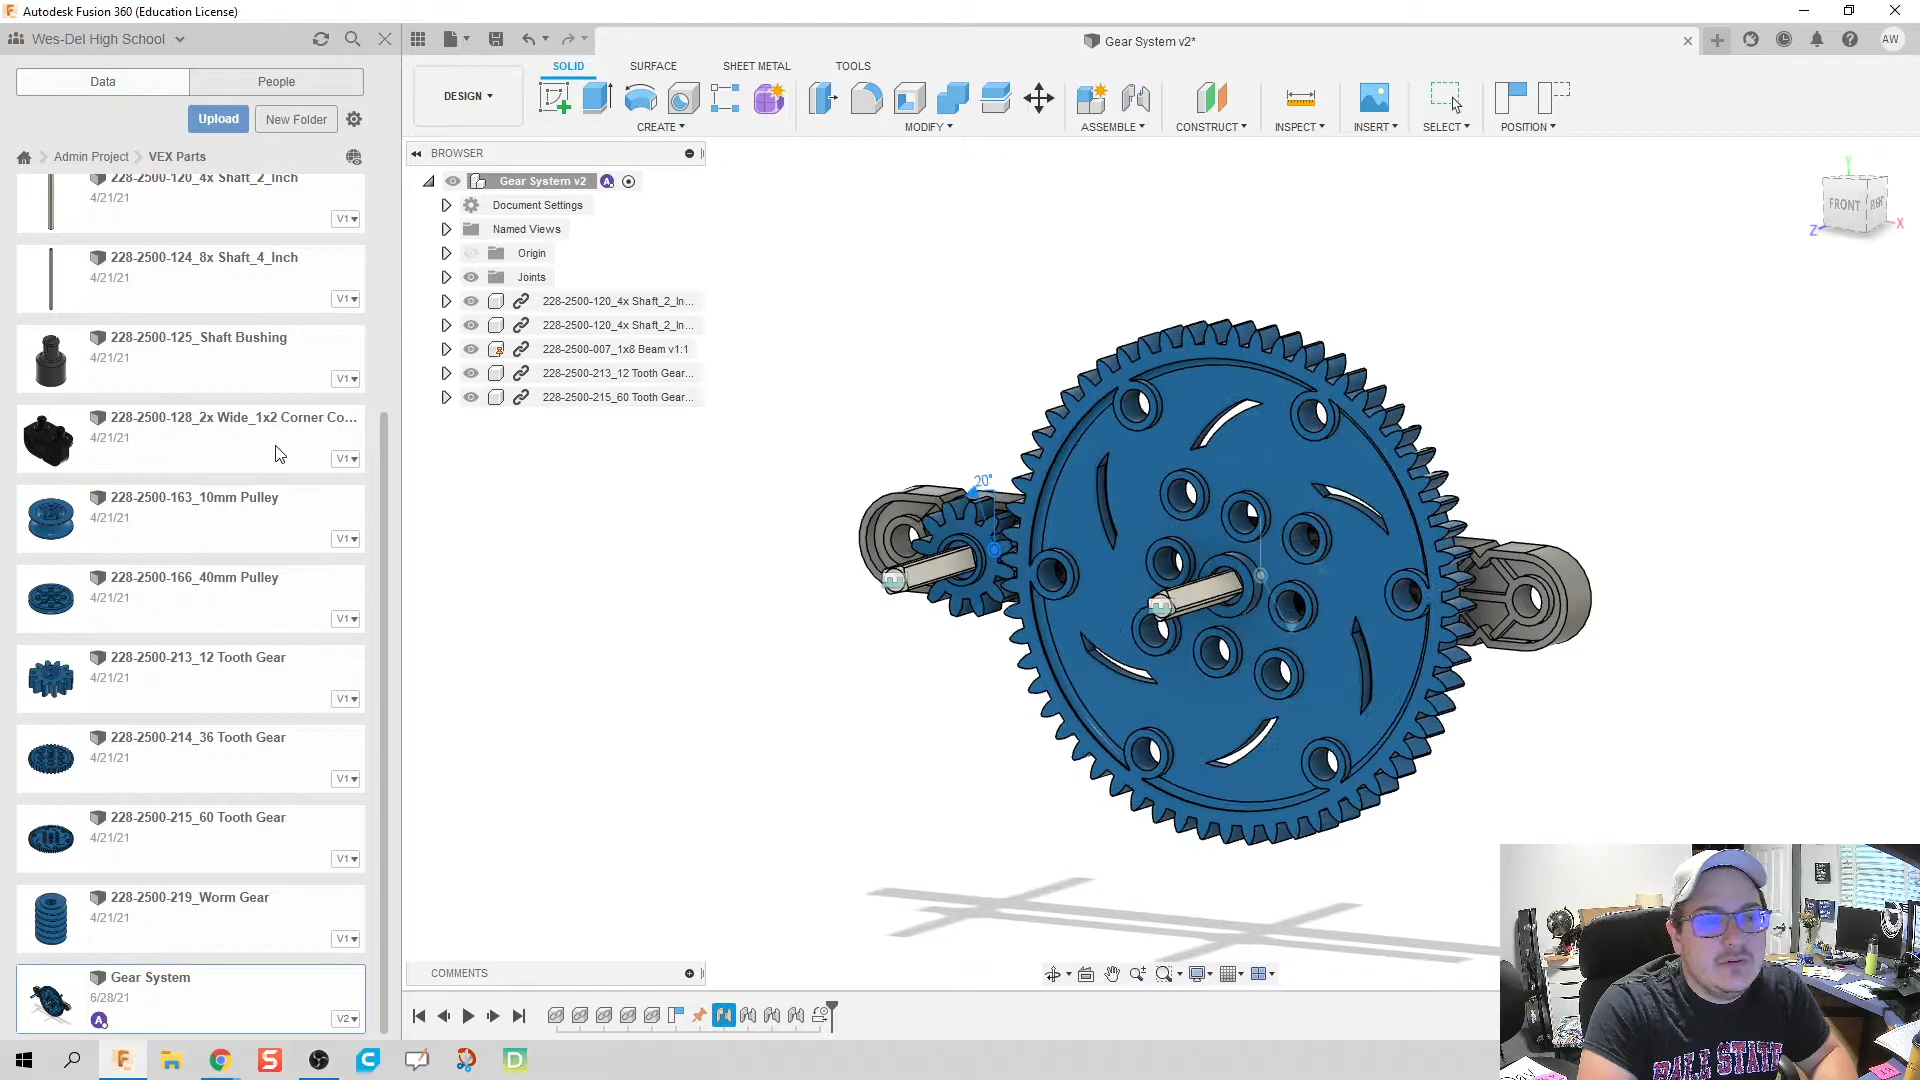 Autodesk Fusion 360 (Education License)
Wes-Del High School
Gear System v2*
AW
Data
People
Upload
New Folder
Admin Project
VEX Parts
228-2500-120_4x Shaft_2_Inch
4/21/21
V1
228-2500-124_8x Shaft_4_Inch
4/21/21
V1
228-2500-125_Shaft Bushing
4/21/21
V1
228-2500-128_2x Wide_1x2 Corner Co...
4/21/21
V1
228-2500-163_10mm Pulley
4/21/21
V1
228-2500-166_40mm Pulley
4/21/21
V1
228-2500-213_12 Tooth Gear
4/21/21
V1
228-2500-214_36 Tooth Gear
4/21/21
V1
228-2500-215_60 Tooth Gear
4/21/21
V1
228-2500-219_Worm Gear
4/21/21
V1
Gear System
6/28/21
A
V2
SOLID
SURFACE
SHEET METAL
TOOLS
DESIGN
CREATE
MODIFY
ASSEMBLE
CONSTRUCT
INSPECT
INSERT
SELECT
POSITION
BROWSER
Gear System v2
A
Document Settings
Named Views
Origin
Joints
228-2500-120_4x Shaft_2_In...
228-2500-120_4x Shaft_2_In...
228-2500-007_1x8 Beam v1:1
228-2500-213_12 Tooth Gear...
228-2500-215_60 Tooth Gear...
20°
Y
FRONT
RIGHT
Z
X
COMMENTS
BALL STATE